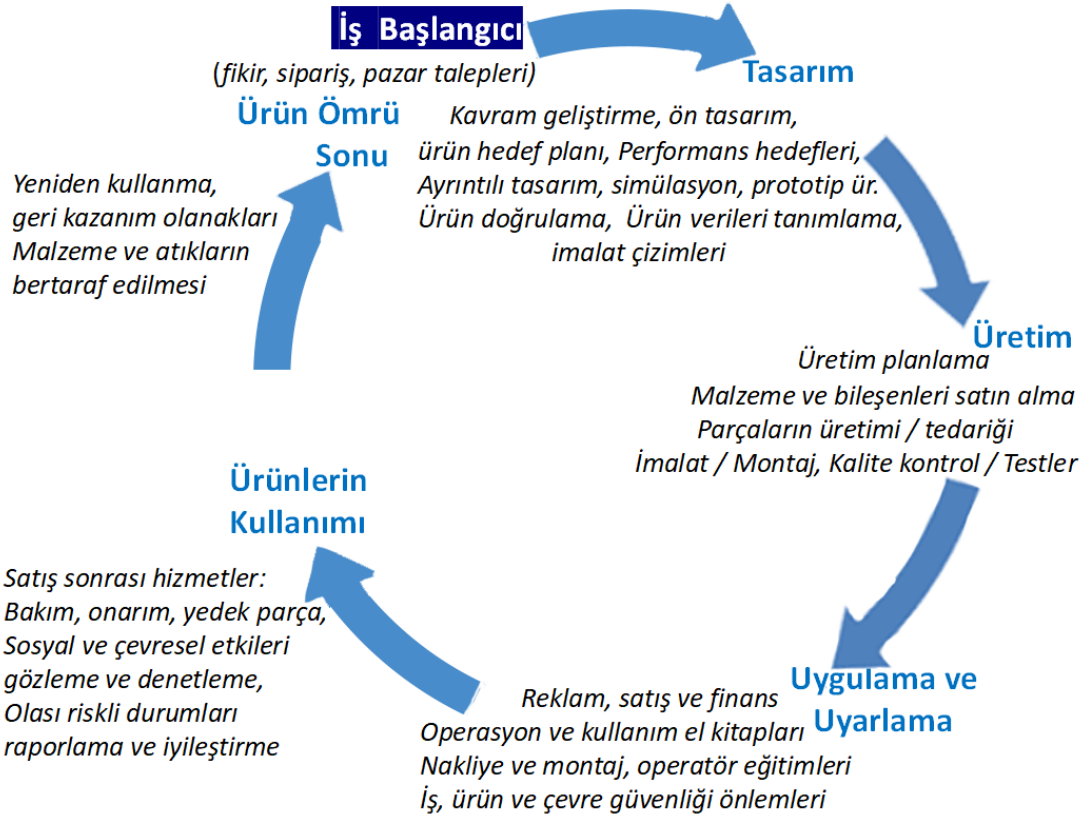 İş Başlangıcı
(fikir, sipariş, pazar talepleri)
Tasarım
Kavram geliştirme, ön tasarım,
ürün hedef planı, Performans hedefleri,
Ayrıntılı tasarım, simülasyon, prototip ür.
Ürün doğrulama, Ürün verileri tanımlama,
imalat çizimleri
Üretim
Üretim planlama
Malzeme ve bileşenleri satın alma
Parçaların üretimi / tedariği
İmalat / Montaj, Kalite kontrol / Testler
Uygulama ve
Uyarlama
Reklam, satış ve finans
Operasyon ve kullanım el kitapları
Nakliye ve montaj, operatör eğitimleri
İş, ürün ve çevre güvenliği önlemleri
Ürünlerin
Kullanımı
Satış sonrası hizmetler:
Bakım, onarım, yedek parça,
Sosyal ve çevresel etkileri
gözleme ve denetleme,
Olası riskli durumları
raporlama ve iyileştirme
Ürün Ömrü
Sonu
Yeniden kullanma,
geri kazanım olanakları
Malzeme ve atıkların
bertaraf edilmesi